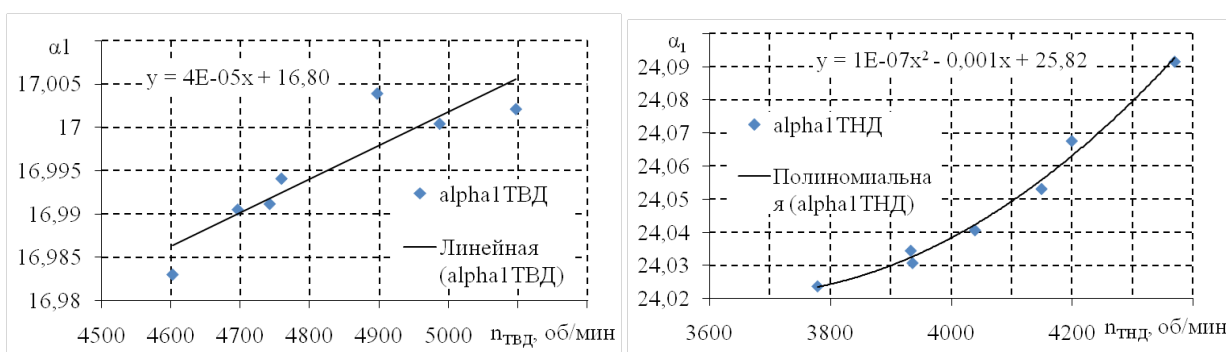 α1
17,005
17
16,995
16,99
16,985
16,98
4500 4600 4700 4800 4900 5000 nТВД, об/мин
y = 4E-05x + 16,80
alpha1ТВД
Линейная
(alpha1ТВД)
α1
24,09
24,08
24,07
24,06
24,05
24,04
24,03
24,02
3600 3800 4000 4200 nТНД, об/мин
y = 1E-07x² - 0,001x + 25,82
alpha1ТНД
Полиномиальна
я (alpha1ТНД)